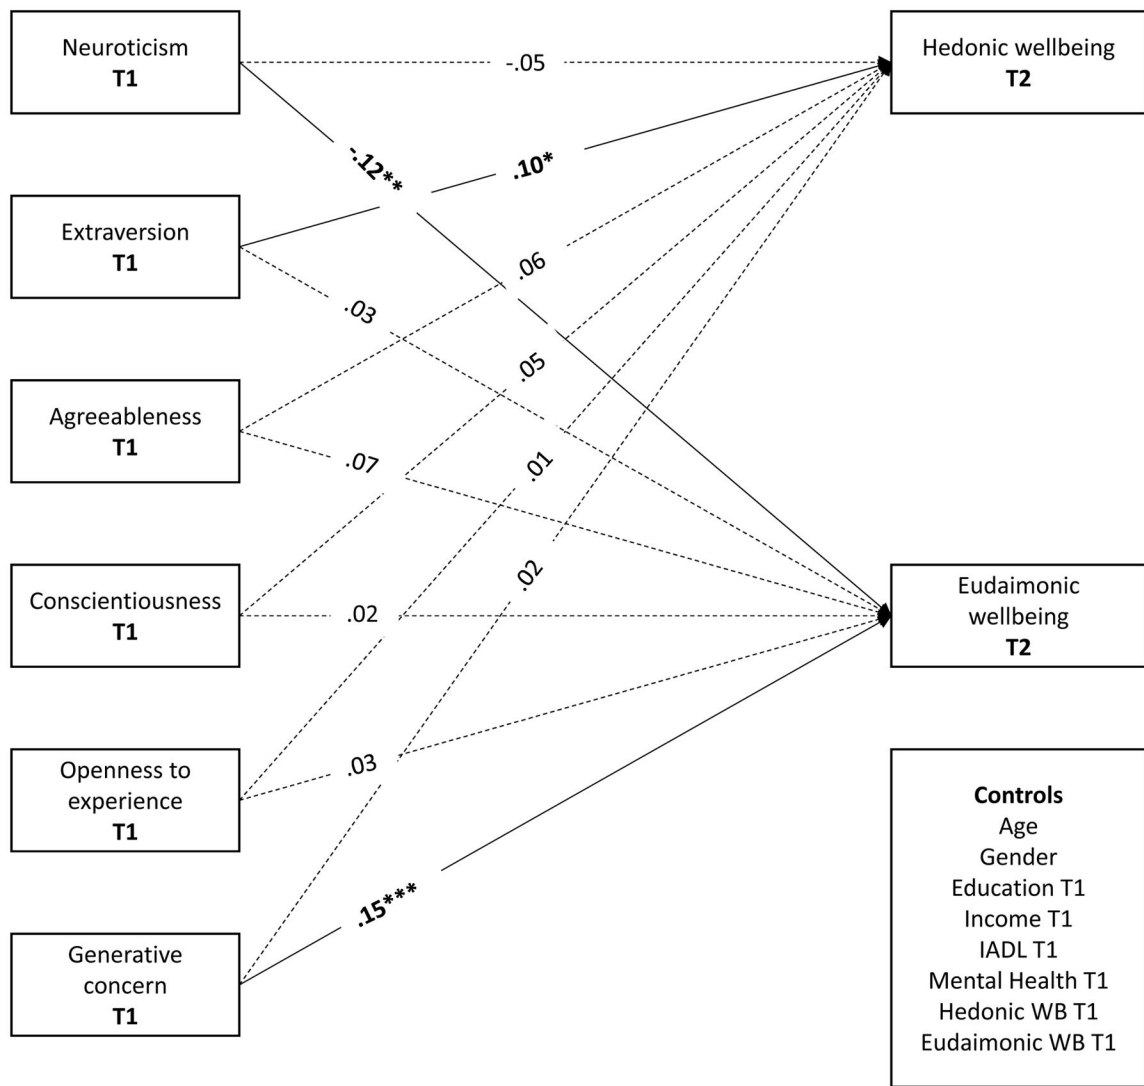 Neuroticism
T1
Hedonic wellbeing
T2
-.05
-.12**
.10*
Extraversion
T1
.03
.06
Agreeableness
T1
.07
.05
.01
Conscientiousness
T1
.02
.02
Eudaimonic
wellbeing
T2
Openness to
experience
T1
.03
.15***
Generative
concern
T1
Controls
Age
Gender
Education T1
Income T1
IADL T1
Mental Health T1
Hedonic WB T1
Eudaimonic WB T1